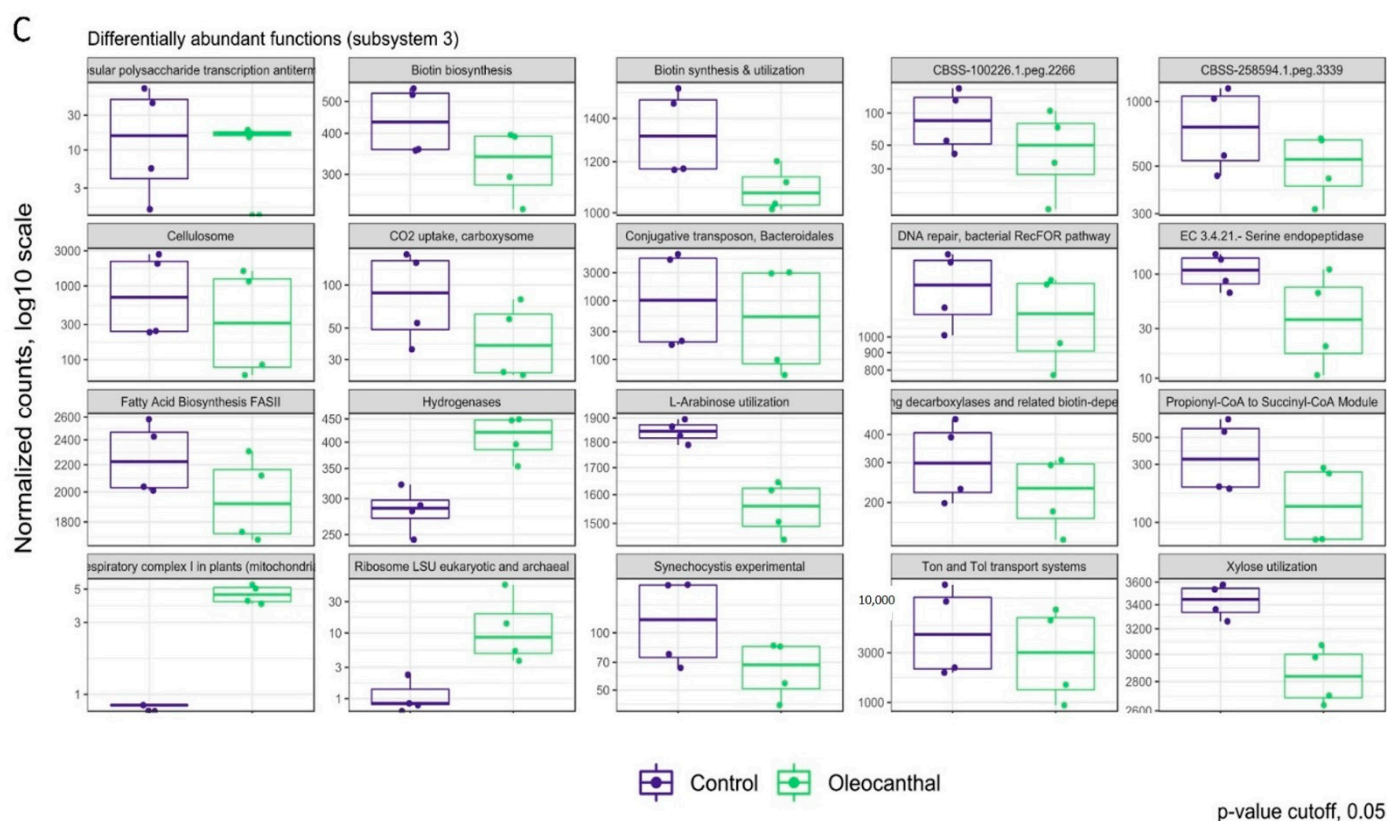 C
Differentially abundant functions (subsystem 3)
Normalized counts, log10 scale
sular polysaccharide transcription antiterm
Biotin biosynthesis
Biotin synthesis & utilization
CBSS-100226.1.peg.2266
CBSS-258594.1.peg.3339
30
10
3
500
400
300
1400
1200
1000
100
50
30
1000
500
300
Cellulosome
CO2 uptake, carboxysome
Conjugative transposon, Bacteroidales
DNA repair, bacterial RecFOR pathway
EC 3.4.21.- Serine endopeptidase
3000
1000
300
100
100
50
30
3000
1000
300
100
1000
900
800
100
30
10
Fatty Acid Biosynthesis FASII
Hydrogenases
L-Arabinose utilization
ng decarboxylases and related biotin-depe
Propionyl-CoA to Succinyl-CoA Module
2600
2400
2200
2000
1800
450
400
350
300
250
1900
1800
1700
1600
1500
400
300
200
500
300
100
espiratory complex I in plants (mitochondria
Ribosome LSU eukaryotic and archaeal
Synechocystis experimental
Ton and Tol transport systems
Xylose utilization
5
3
1
30
10
3
1
100
70
50
10,000
3000
1000
3600
3400
3200
3000
2800
2600
Control
Oleocanthal
p-value cutoff, 0.05